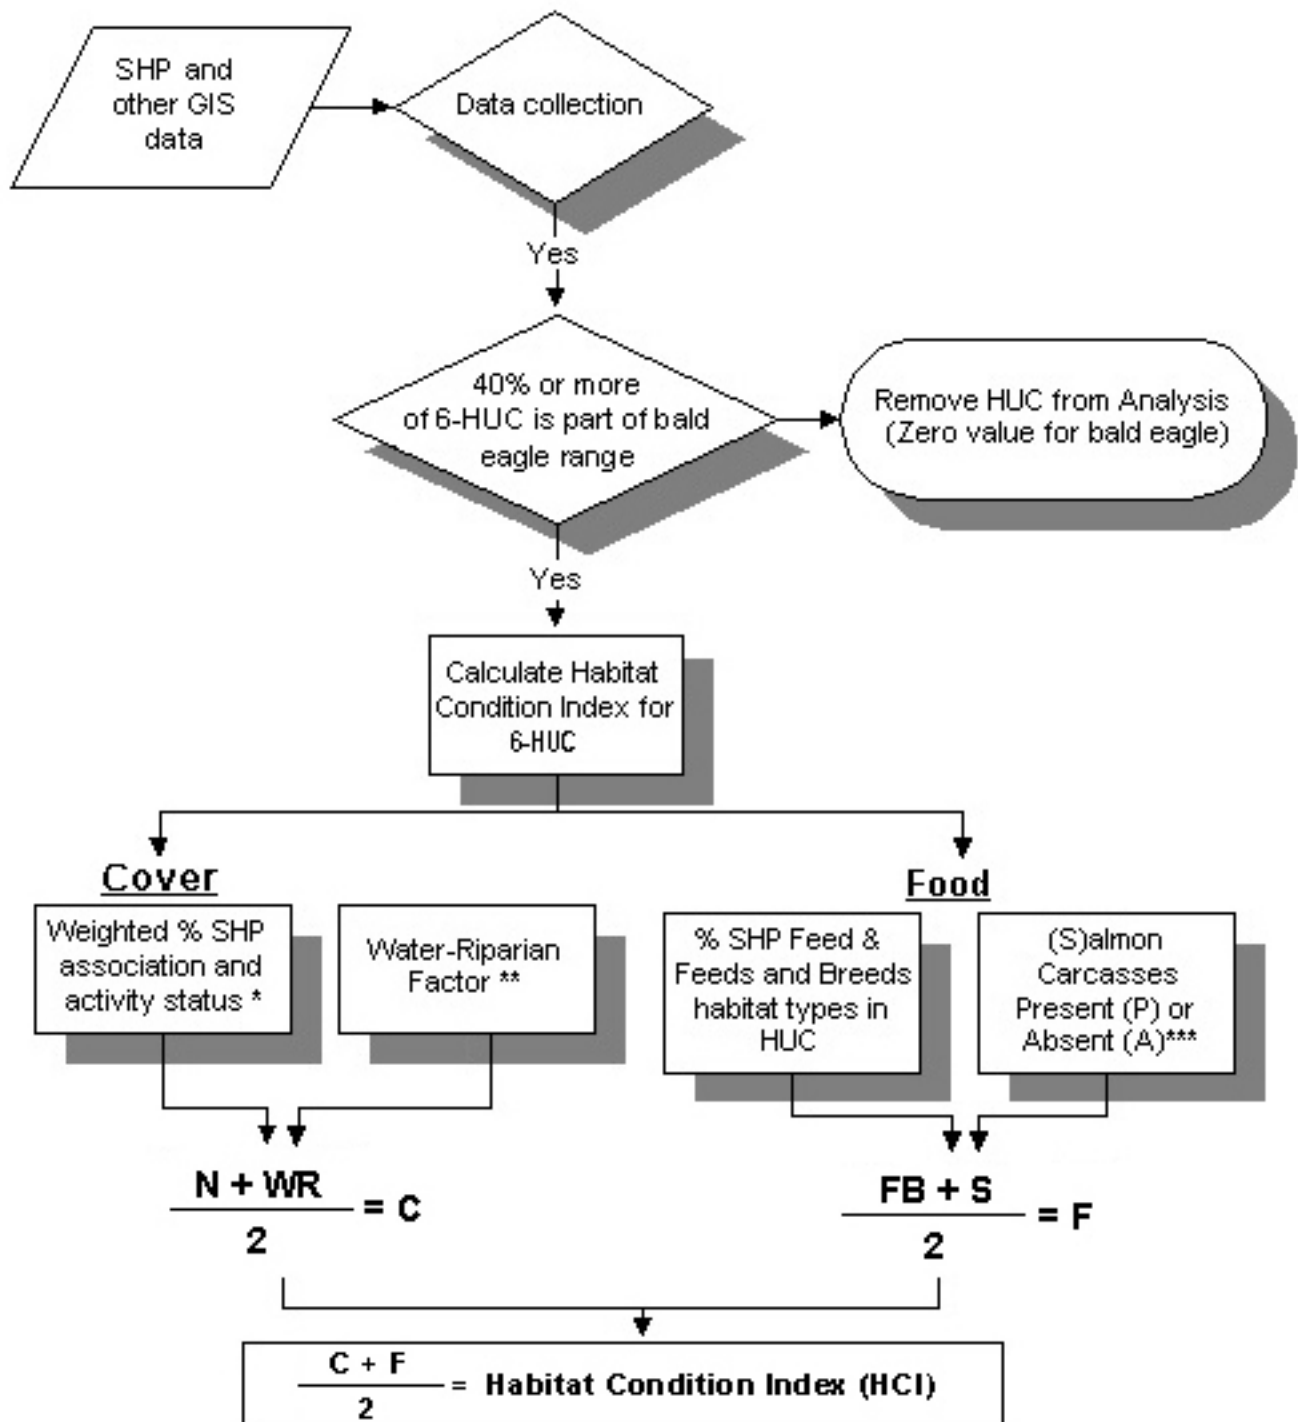 SHP and
other GIS
data
Data collection
Yes
40% or more
of 6-HUC is part of bald
eagle range
Remove HUC from Analysis
(Zero value for bald eagle)
Yes
Calculate Habitat
Condition Index for
6-HUC
Cover
Weighted % SHP
association and
activity status *
Water-Riparian
Factor **
Food
% SHP Feed &
Feeds and Breeds
habitat types in
HUC
(S)almon
Carcasses
Present (P) or
Absent (A)***
N + WR
2
= C
FB + S
2
= F
C + F
2
= Habitat Condition Index (HCI)